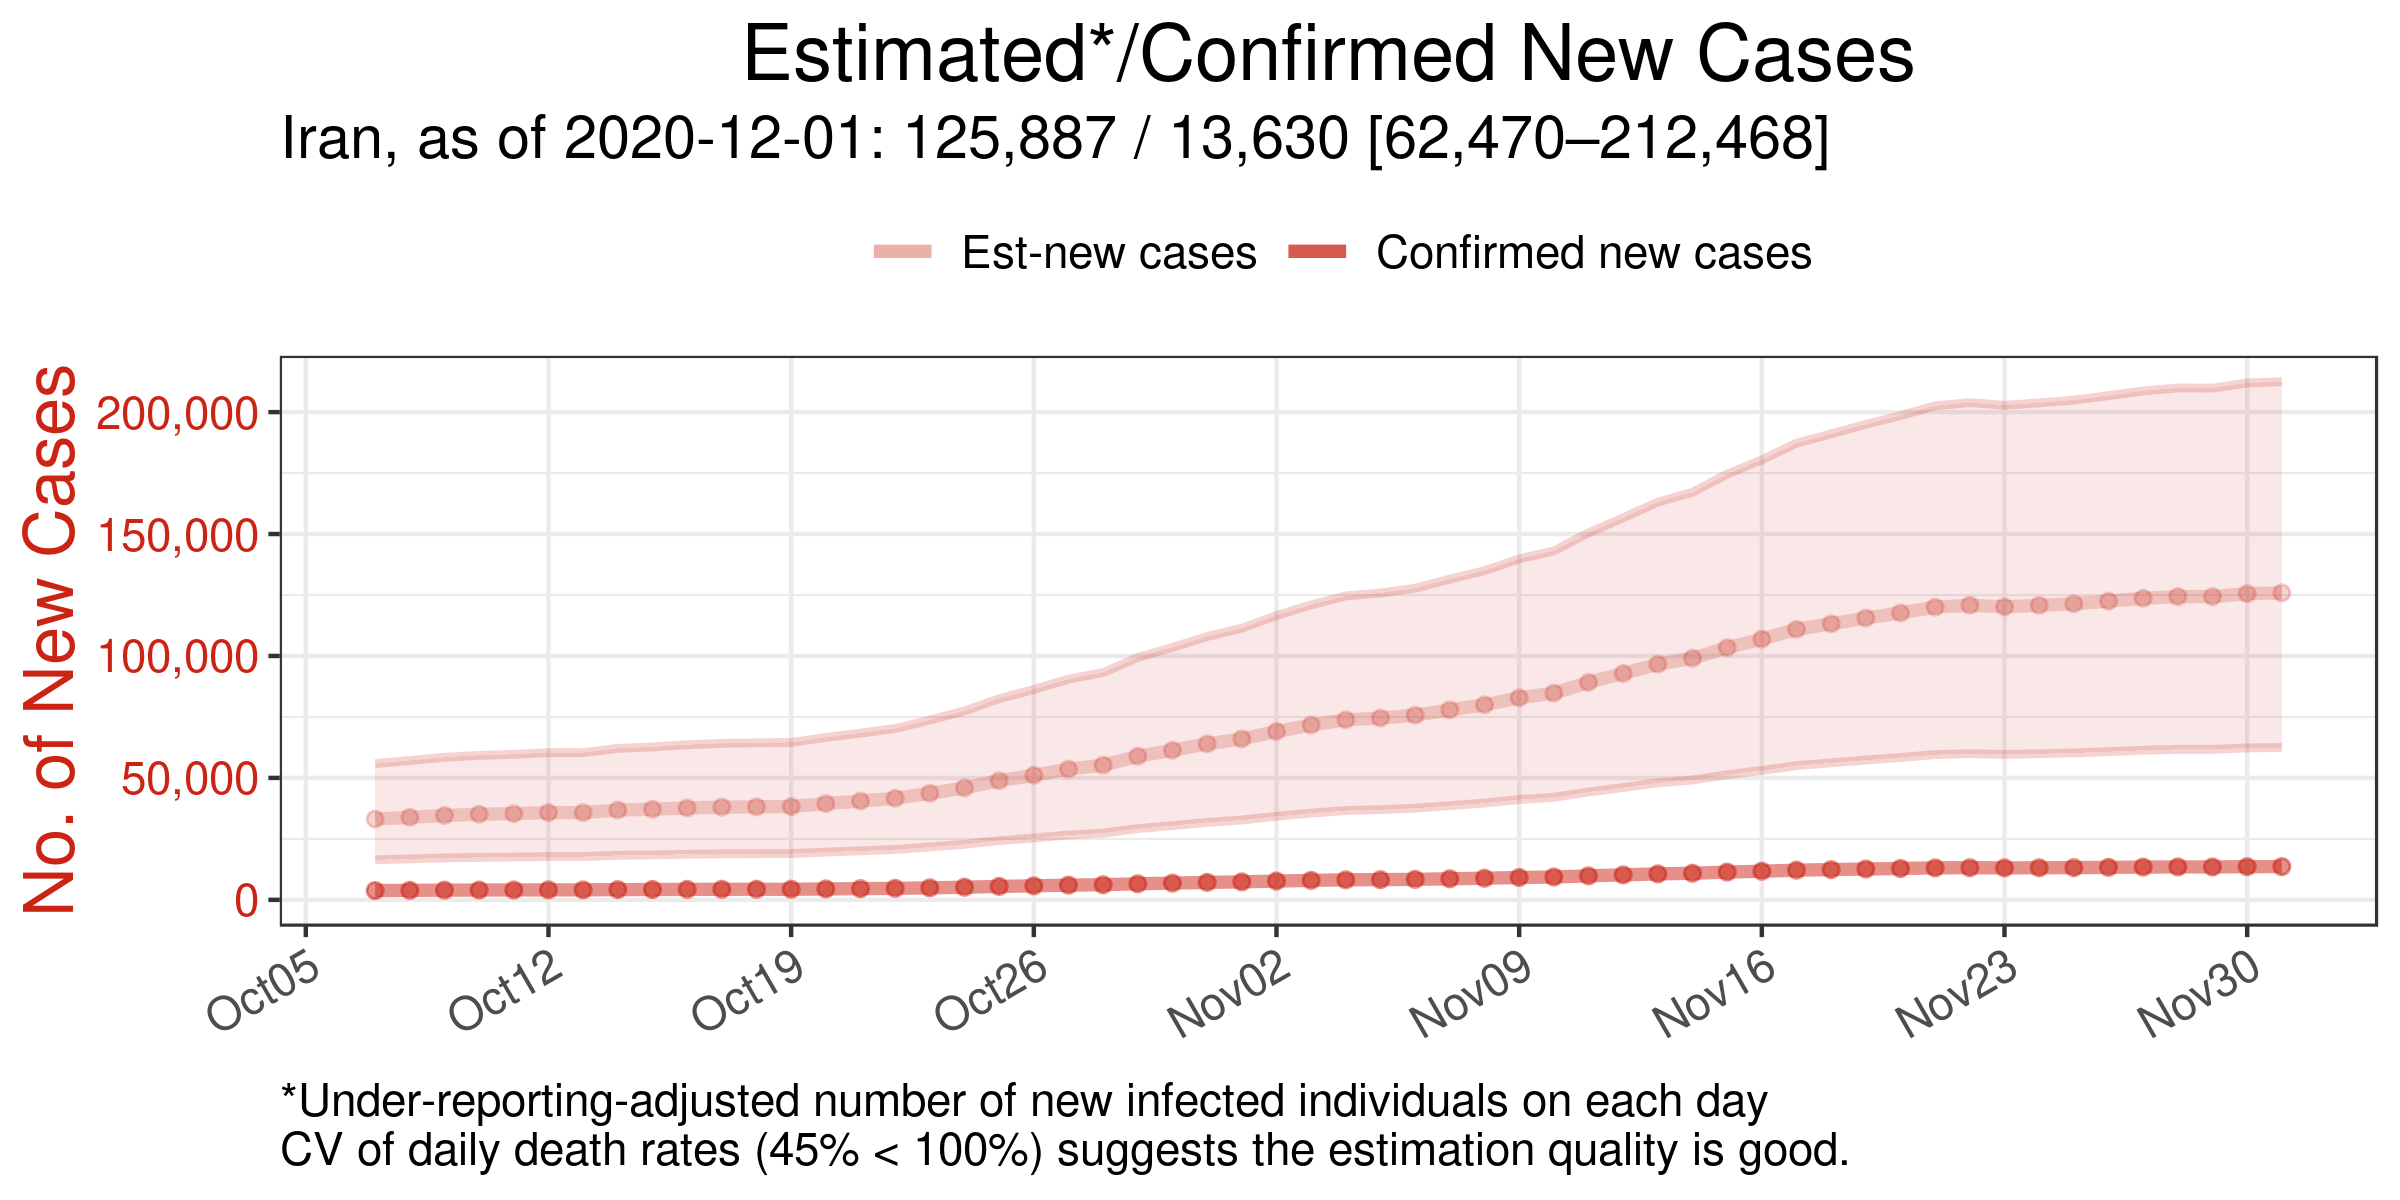 Estimated*/Confirmed New Cases
Iran, as of 2020-12-01: 125,887 / 13,630 [62,470–212,468]
Est-new cases Confirmed new cases
No. of New Cases
200,000
150,000
100,000
50,000
0
Oct05 Oct12 Oct19 Oct26 Nov02 Nov09 Nov16 Nov23 Nov30
*Under-reporting-adjusted number of new infected individuals on each day
CV of daily death rates (45% < 100%) suggests the estimation quality is good.